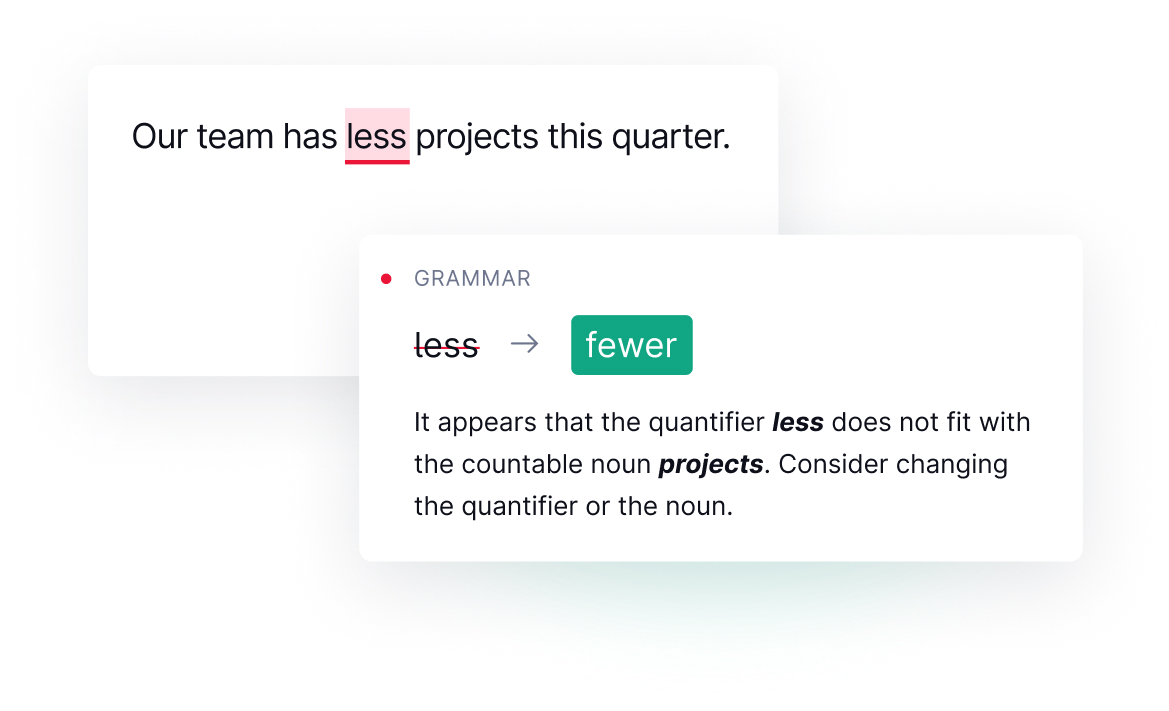 Our team has less projects this quarter.
GRAMMAR
less → fewer
It appears that the quantifier less does not fit with
the countable noun projects. Consider changing
the quantifier or the noun.